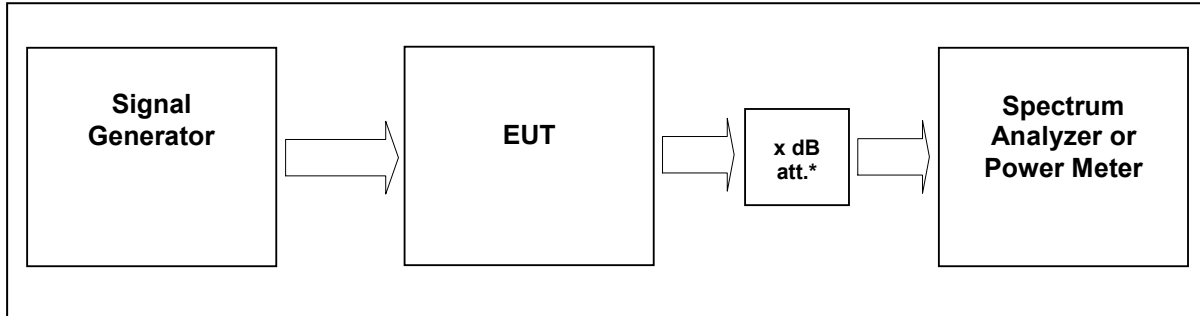 Signal
Generator
EUT
x dB
att.*
Spectrum
Analyzer or
Power Meter